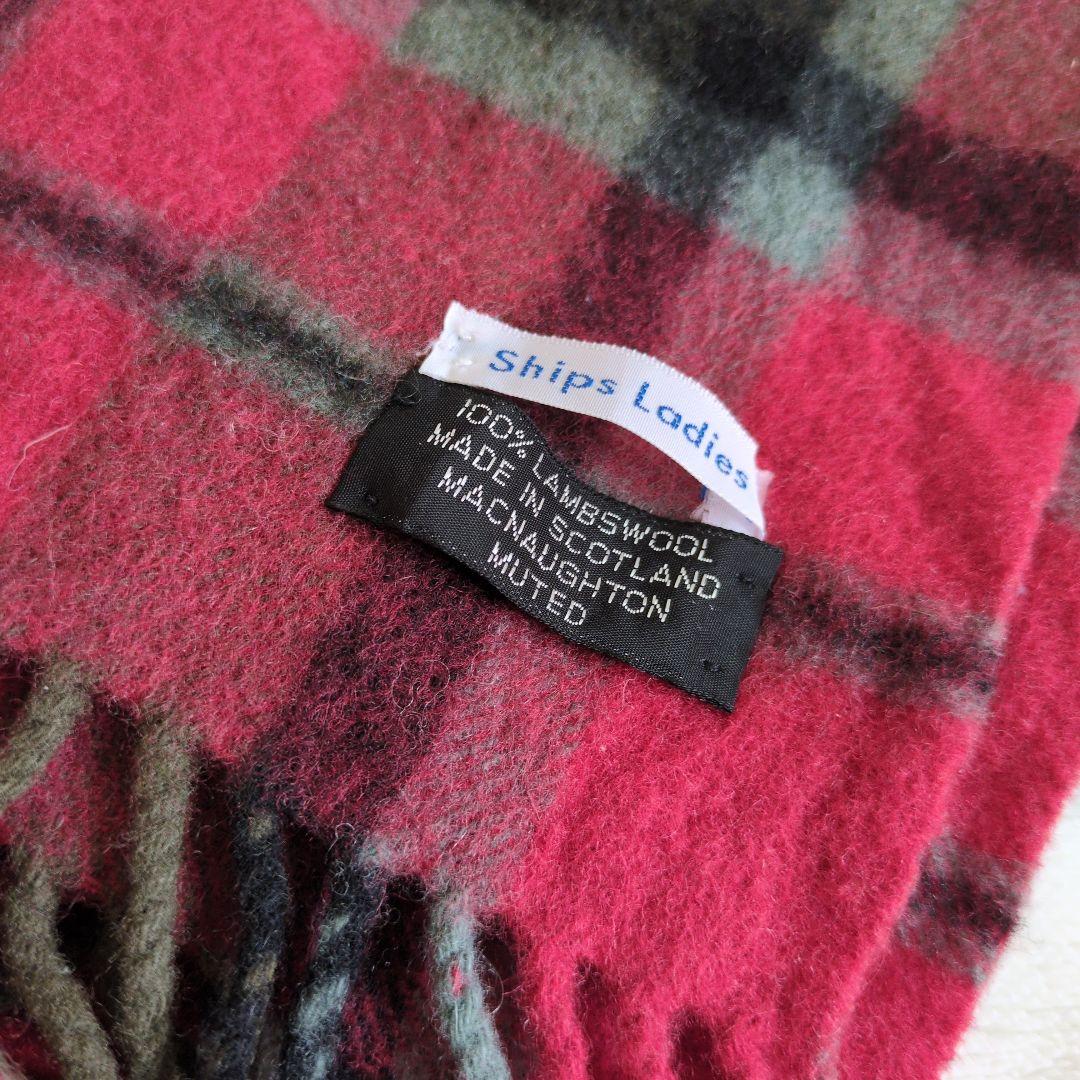 Ships Ladies
100% LAMBSWOOL
MADE IN SCOTLAND
MACNAUGHTON
MUTED